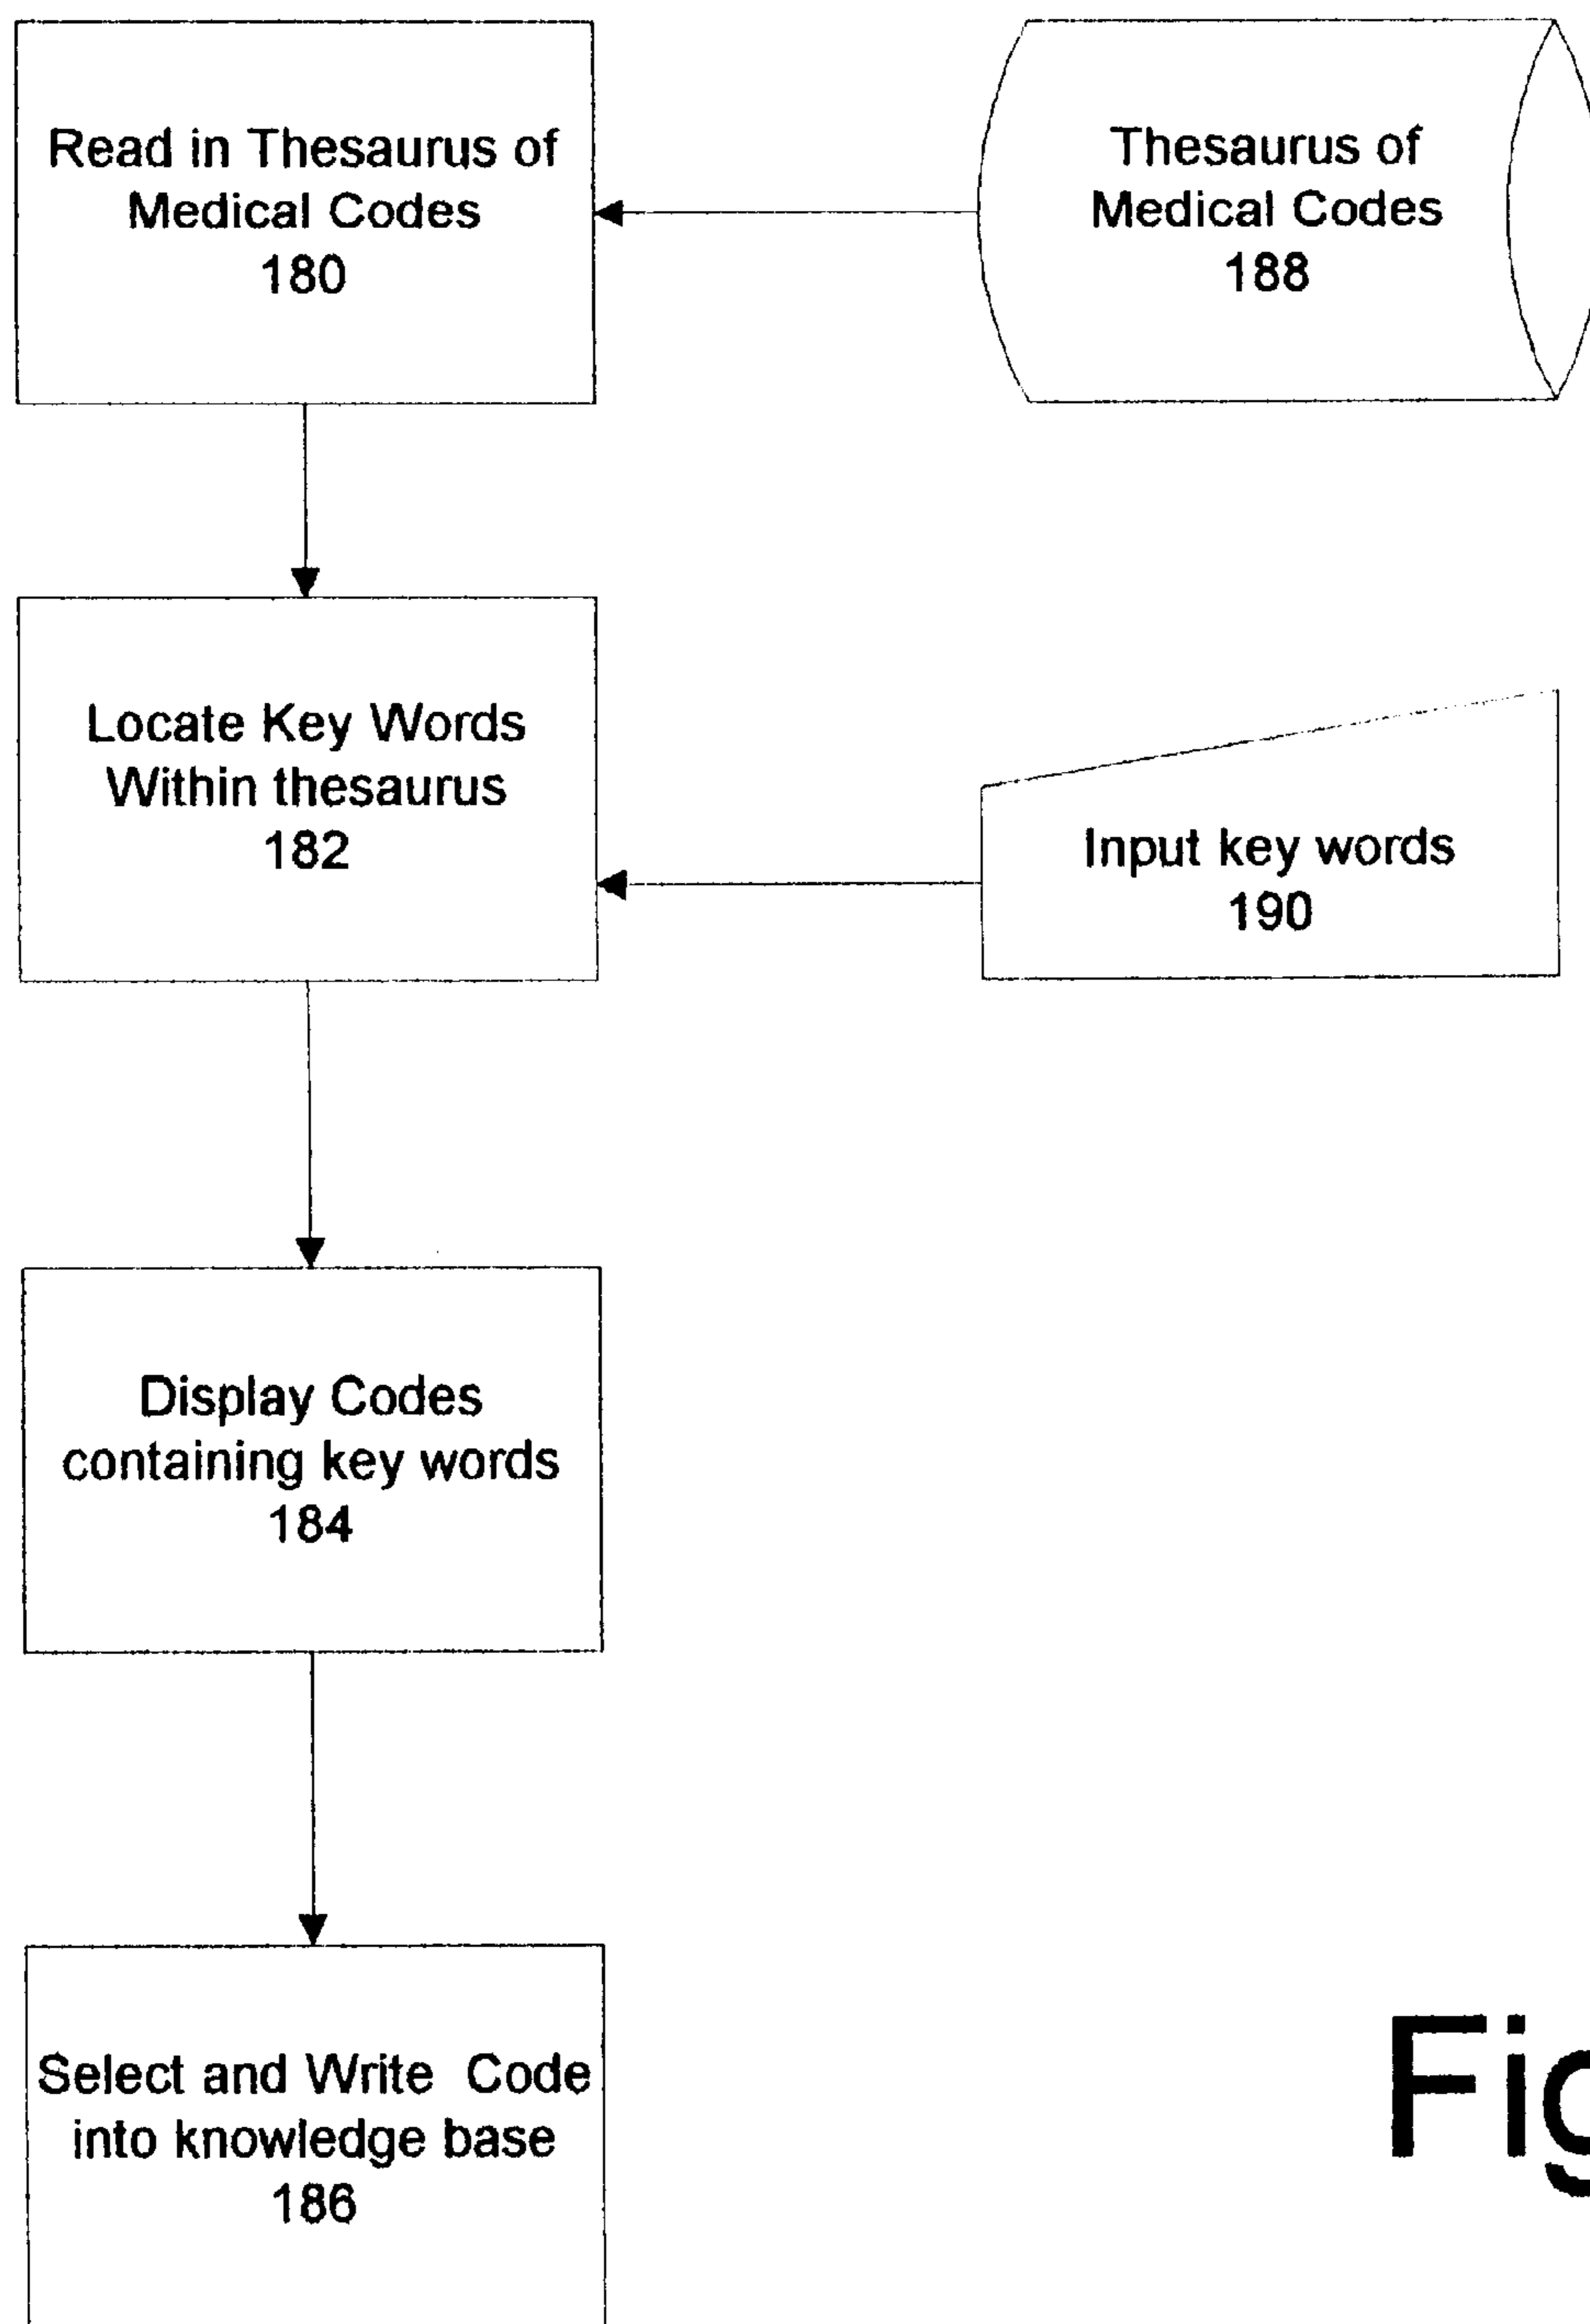 Read in Thesaurus of
Medical Codes
180
Thesaurus of
Medical Codes
188
Locate Key Words
Within thesaurus
182
Input key words
190
Display Codes
containing key words
184
Select and Write Code
into knowledge base
186
Fig